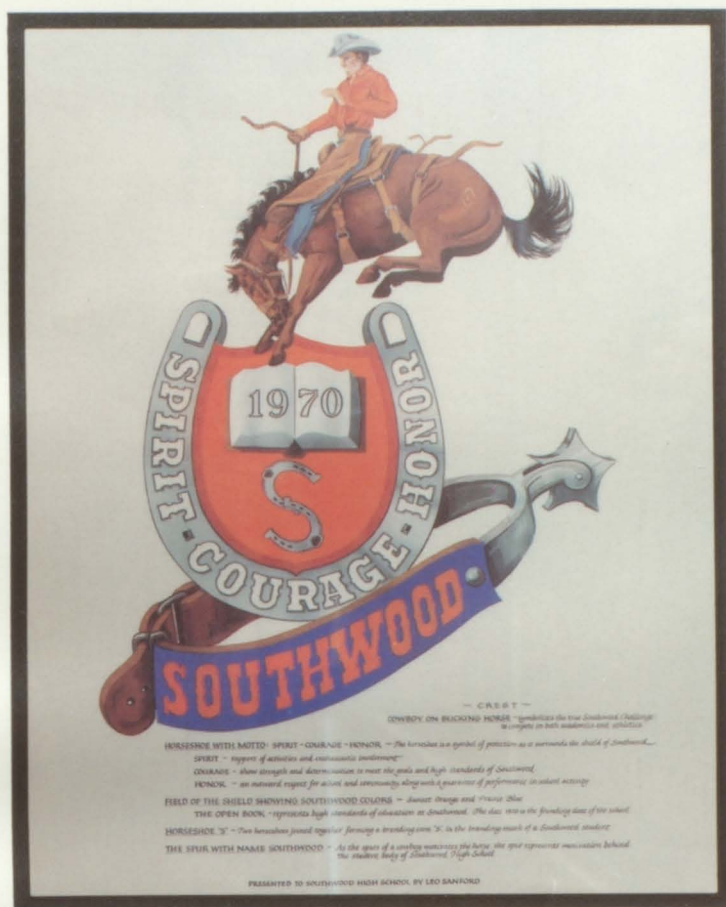 1970
S
SPIRIT · COURAGE · HONOR
SOUTHWOOD
— CREST —
COWBOY ON BUCKING HORSE - symbolizes the true Southwood Challenge
to compete in both academics and athletics
HORSESHOE WITH MOTTO: SPIRIT - COURAGE - HONOR — The horseshoe is a symbol of protection as it surrounds the shield of Southwood
SPIRIT - support of activities and enthusiastic involvement
COURAGE - show strength and determination to meet the goals and high standards of Southwood
HONOR - an outward respect for school and community, along with a guarantee of performance in school activity
FIELD OF THE SHIELD SHOWING SOUTHWOOD COLORS — Sunset Orange and Prince Blue
THE OPEN BOOK - represents high standards of education at Southwood. The date 1970 is the founding date of the school
HORSESHOE "S" - Two horseshoes joined together forming a branding iron "S" is the branding mark of a Southwood student
THE SPUR WITH NAME SOUTHWOOD - As the spurs of a cowboy motivates the horse, the spur represents motivation behind
the student body of Southwood High School
PRESENTED TO SOUTHWOOD HIGH SCHOOL BY LEO SANFORD